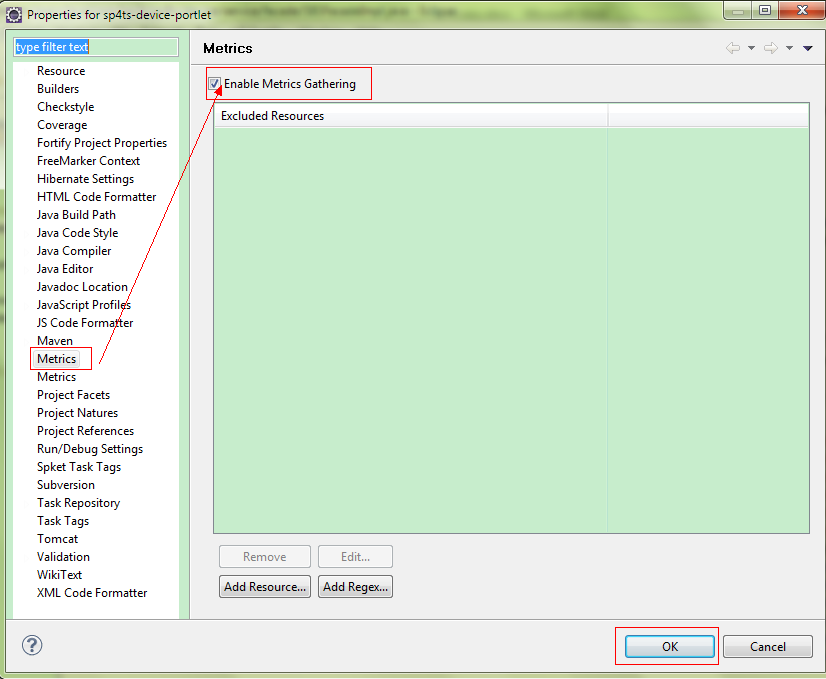 Properties for sp4ts-device-portlet
type filter text
Resource
Builders
Checkstyle
Coverage
Fortify Project Properties
FreeMarker Context
Hibernate Settings
HTML Code Formatter
Java Build Path
Java Code Style
Java Compiler
Java Editor
Javadoc Location
JavaScript Profiles
JS Code Formatter
Maven
Metrics
Metrics
Project Facets
Project Natures
Project References
Run/Debug Settings
Spket Task Tags
Subversion
Task Repository
Task Tags
Tomcat
Validation
WikiText
XML Code Formatter
Metrics
Enable Metrics Gathering
Excluded Resources
Remove
Edit...
Add Resource...
Add Regex...
?
OK
Cancel